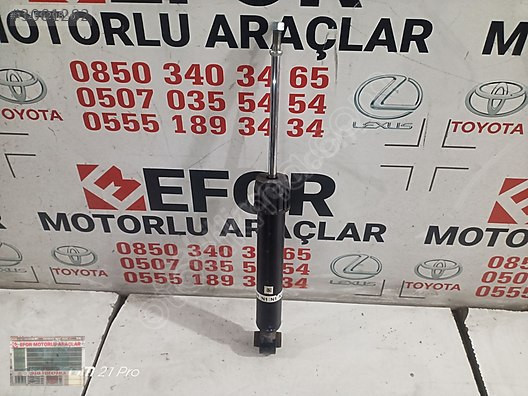 EFOR
MOTORLU ARAÇLAR
0850 340 34 65
0507 035 54 54
0555 189 34 34
TOYOTA
LEXUS
TOYOTA
EFOR
MOTORLU ARAÇLAR
0850 340 34 65
0507 035 54 54
0555 189 34 34
TOYOTA
LEXUS
TOYOTA
EFOR MOTORLU ARAÇLAR
21 Pro